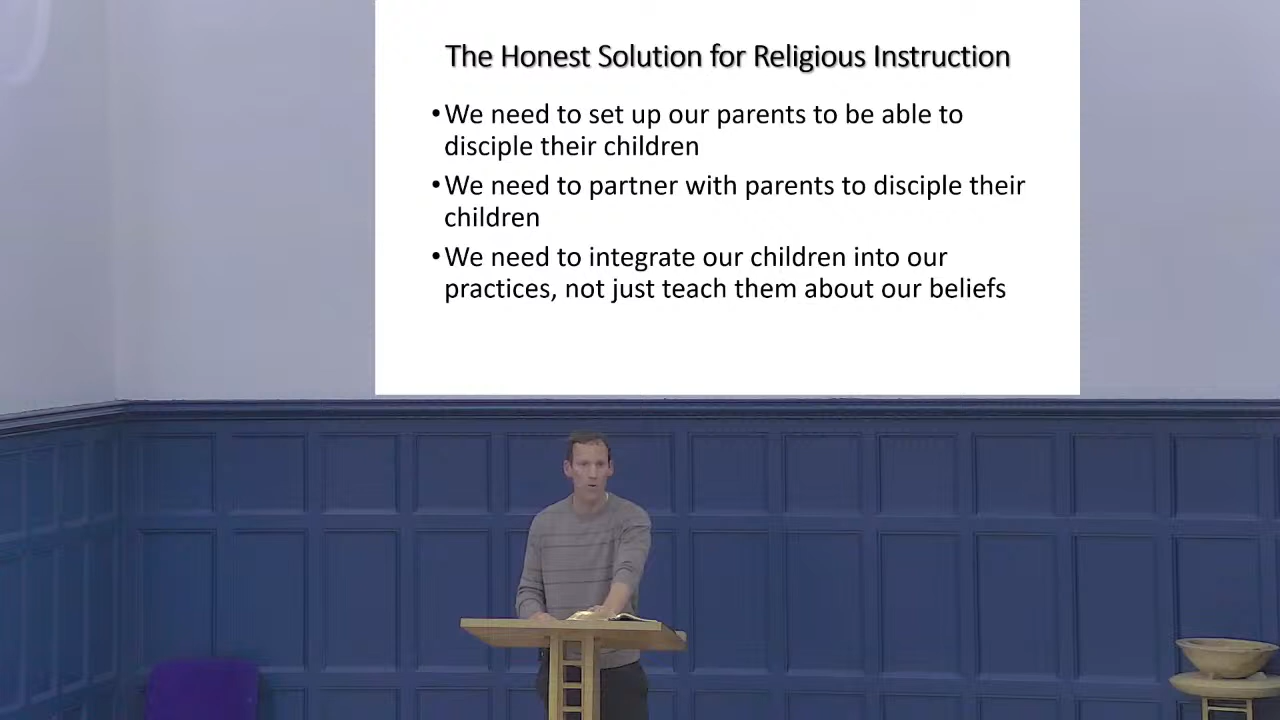 The Honest Solution for Religious Instruction
•We need to set up our parents to be able to
disciple their children
•We need to partner with parents to disciple their
children
•We need to integrate our children into our
practices, not just teach them about our beliefs